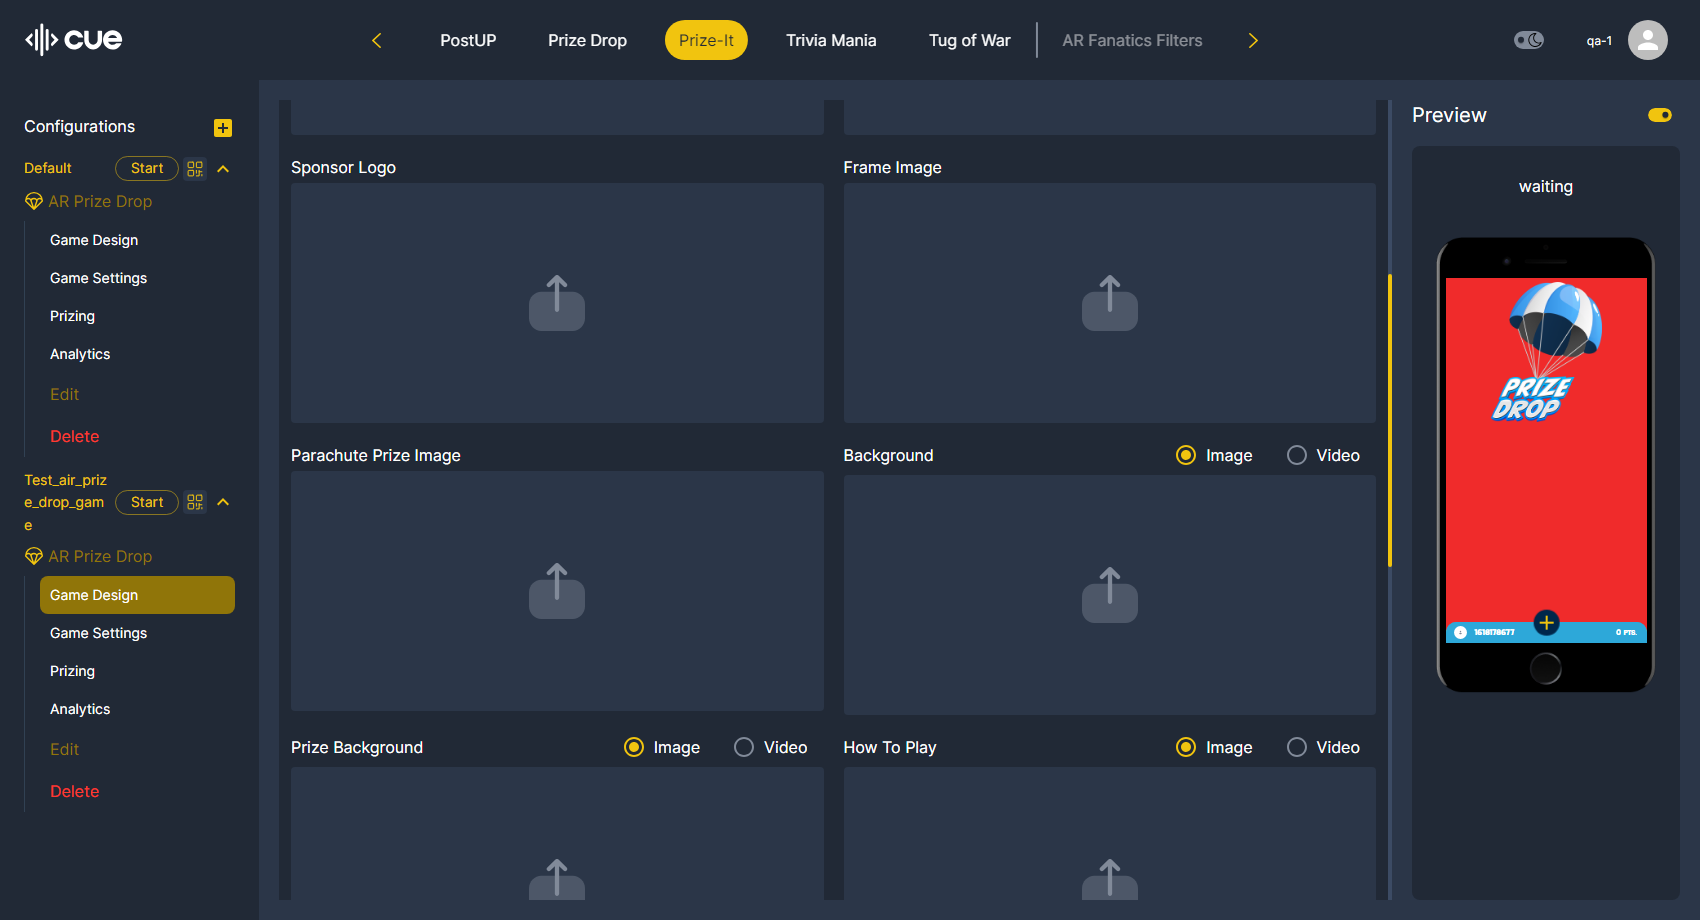 cue
PostUP
Prize Drop
Prize-It
Trivia Mania
Tug of War
AR Fanatics Filters
qa-1
Configurations
Default
Start
AR Prize Drop
Game Design
Game Settings
Prizing
Analytics
Edit
Delete
Test_air_priz
e_drop_gam
e
Start
AR Prize Drop
Game Design
Game Settings
Prizing
Analytics
Edit
Delete
Sponsor Logo
Frame Image
Parachute Prize Image
Background
Image
Video
Prize Background
Image
Video
How To Play
Image
Video
Preview
waiting
PRIZE
DROP
1618178677
0 PTS.